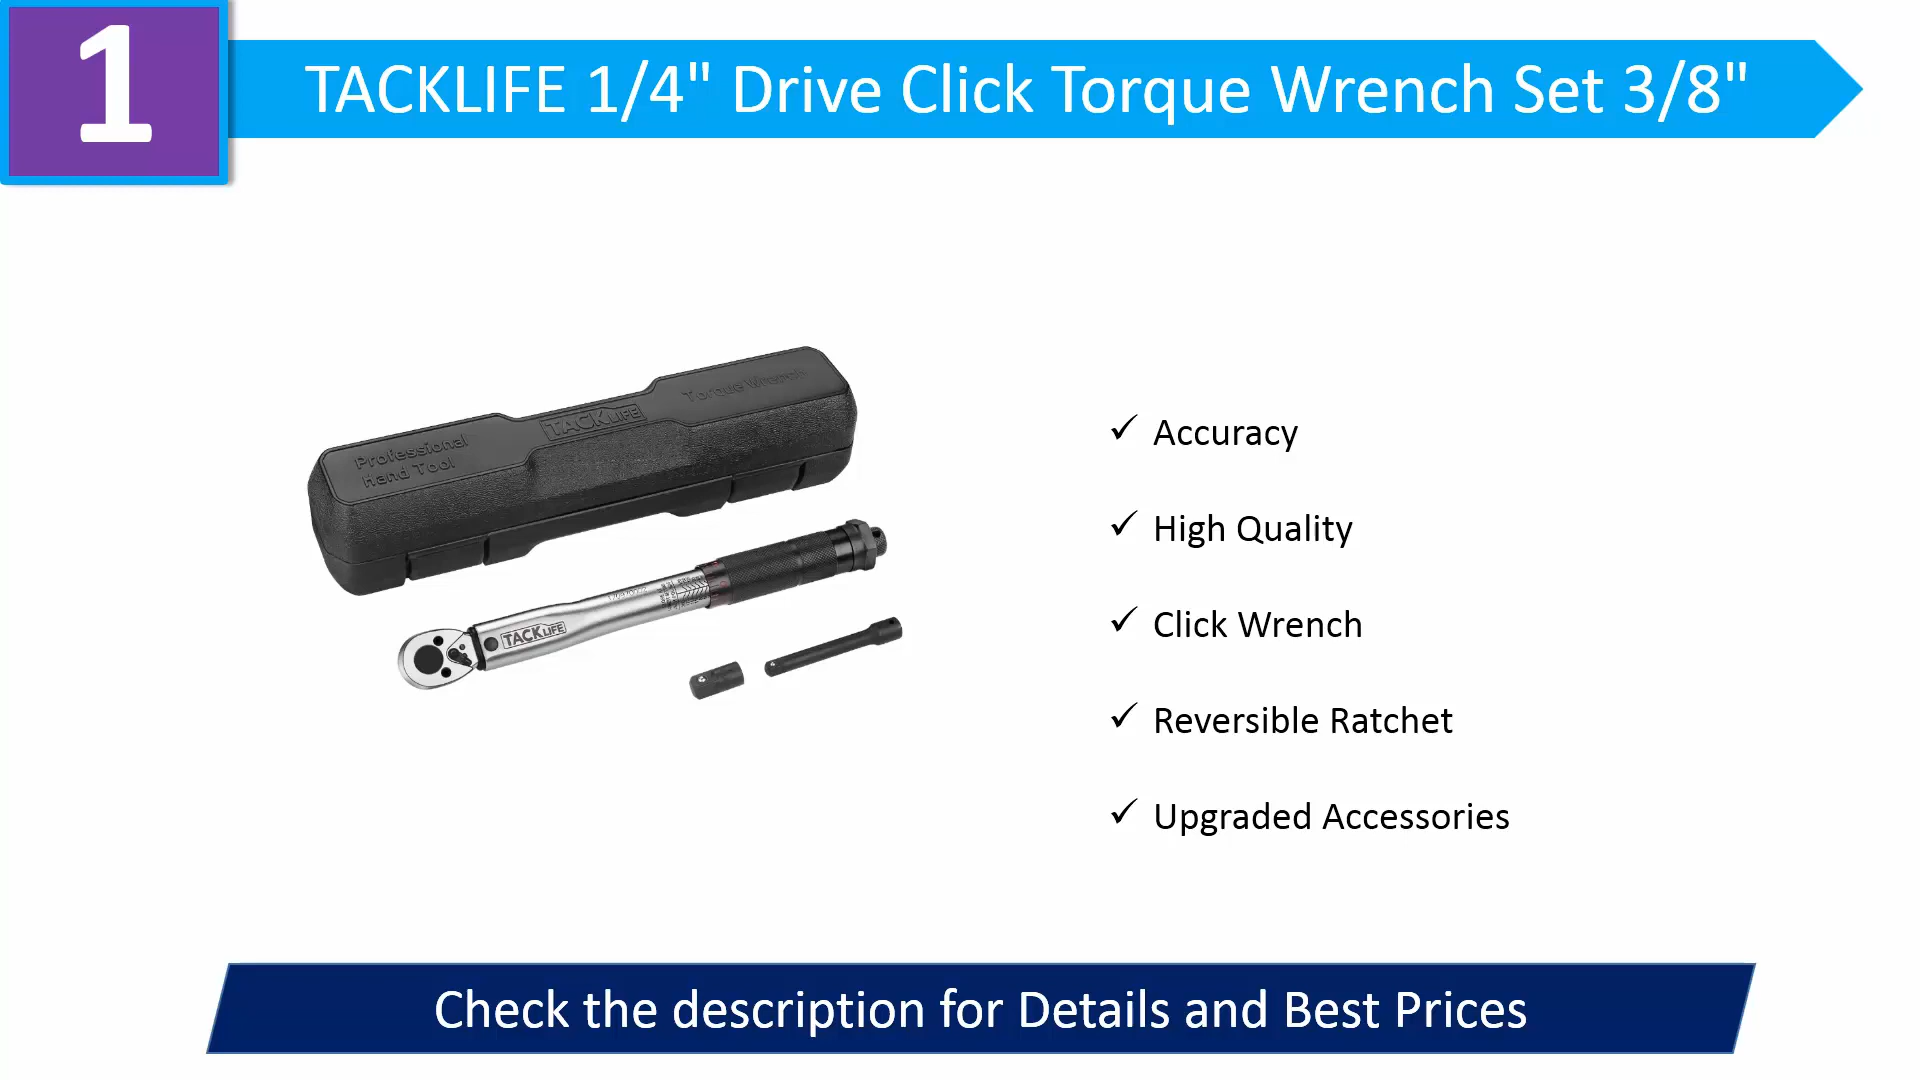 1
TACKLIFE 1/4" Drive Click Torque Wrench Set 3/8"
Professional
Hand Tool
TACKLIFE
Torque Wrench
TACKLIFE
✓ Accuracy
✓ High Quality
✓ Click Wrench
✓ Reversible Ratchet
✓ Upgraded Accessories
Check the description for Details and Best Prices